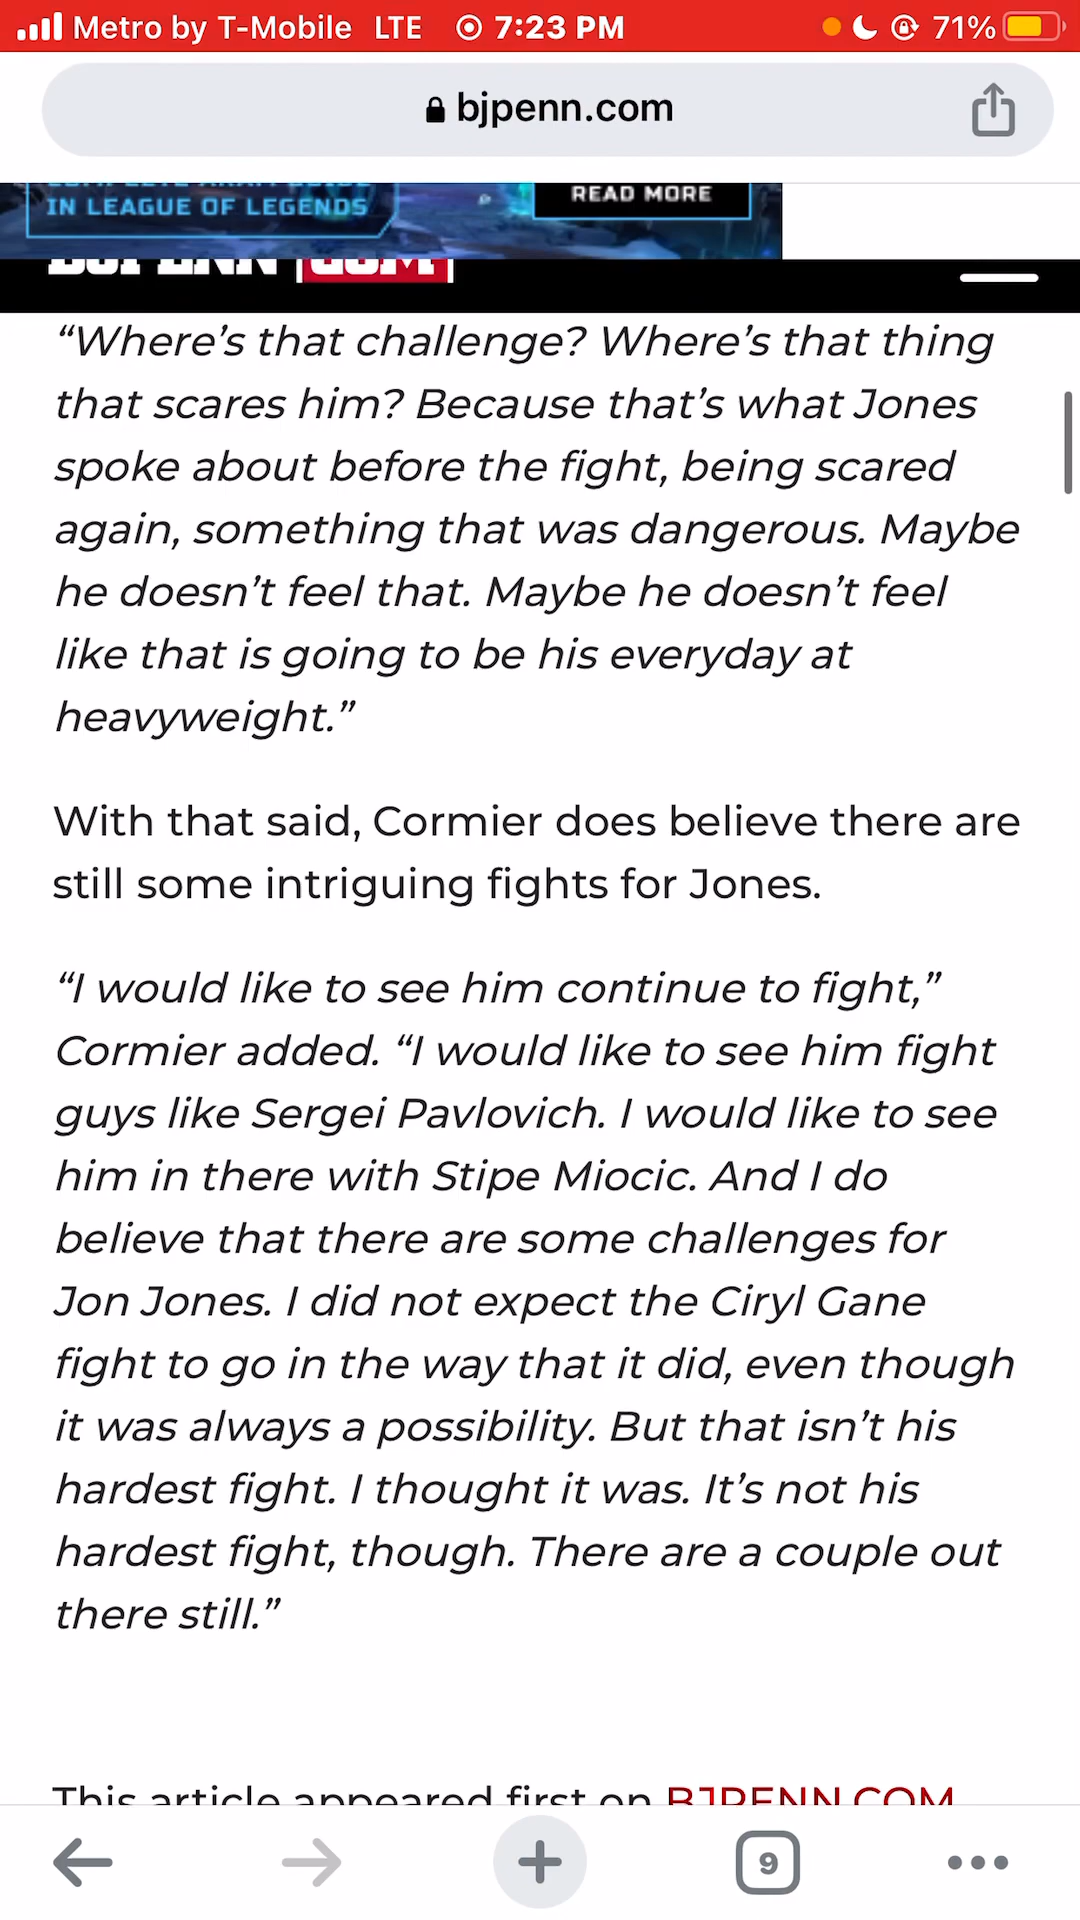 Metro by T-Mobile LTE 7:23 PM 71%
bjpenn.com
IN LEAGUE OF LEGENDS
READ MORE
“Where’s that challenge? Where’s that thing
that scares him? Because that’s what Jones
spoke about before the fight, being scared
again, something that was dangerous. Maybe
he doesn’t feel that. Maybe he doesn’t feel
like that is going to be his everyday at
heavyweight.”
With that said, Cormier does believe there are
still some intriguing fights for Jones.
“I would like to see him continue to fight,”
Cormier added. “I would like to see him fight
guys like Sergei Pavlovich. I would like to see
him in there with Stipe Miocic. And I do
believe that there are some challenges for
Jon Jones. I did not expect the Ciryl Gane
fight to go in the way that it did, even though
it was always a possibility. But that isn’t his
hardest fight. I thought it was. It’s not his
hardest fight, though. There are a couple out
there still.”
This article appeared first on BJPENN.COM
9